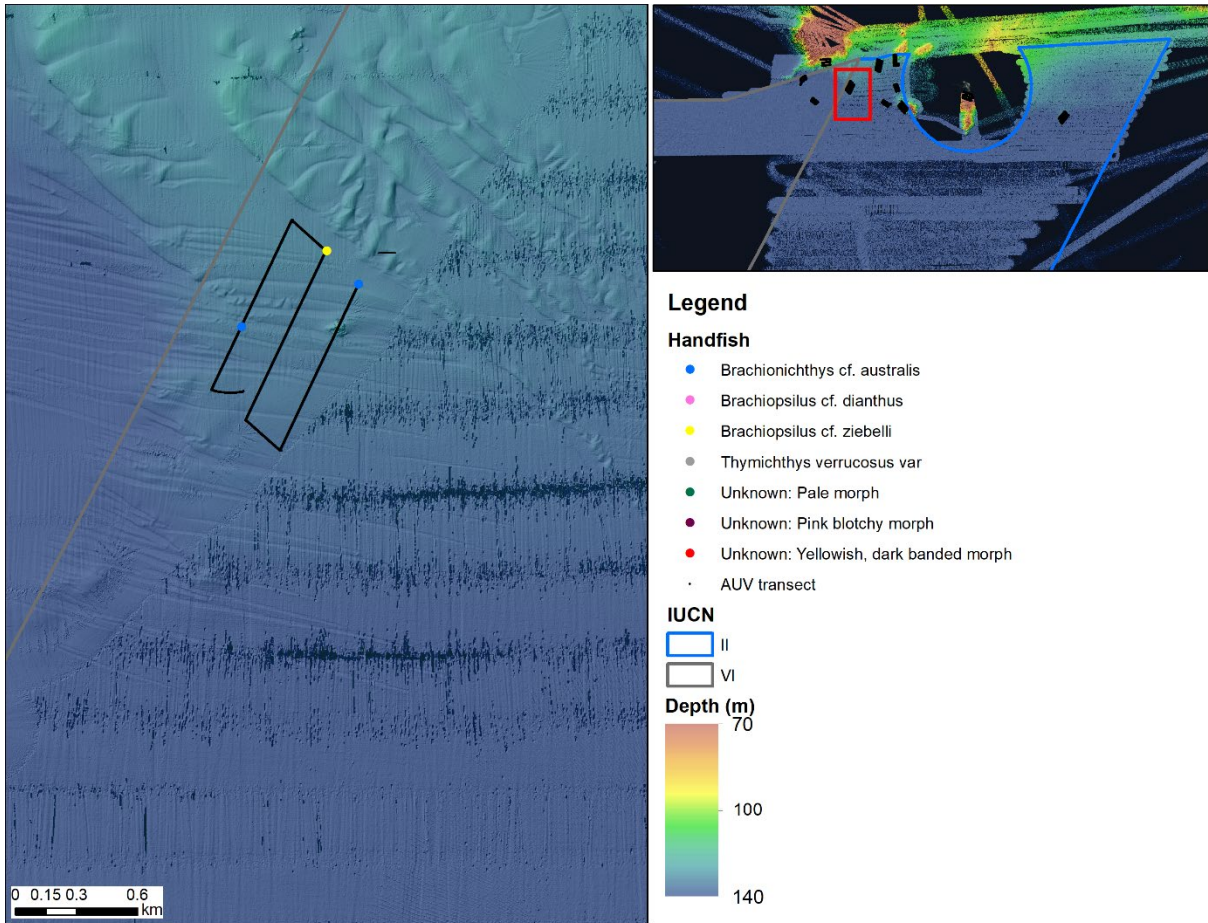 0 0.15 0.3 0.6
km
Legend
Handfish
Brachionichthys cf. australis
Brachiopsilus cf. dianthus
Brachiopsilus cf. ziebelli
Thymichthys verrucosus var
Unknown: Pale morph
Unknown: Pink blotchy morph
Unknown: Yellowish, dark banded morph
AUV transect
IUCN
II
VI
Depth (m)
70
100
140